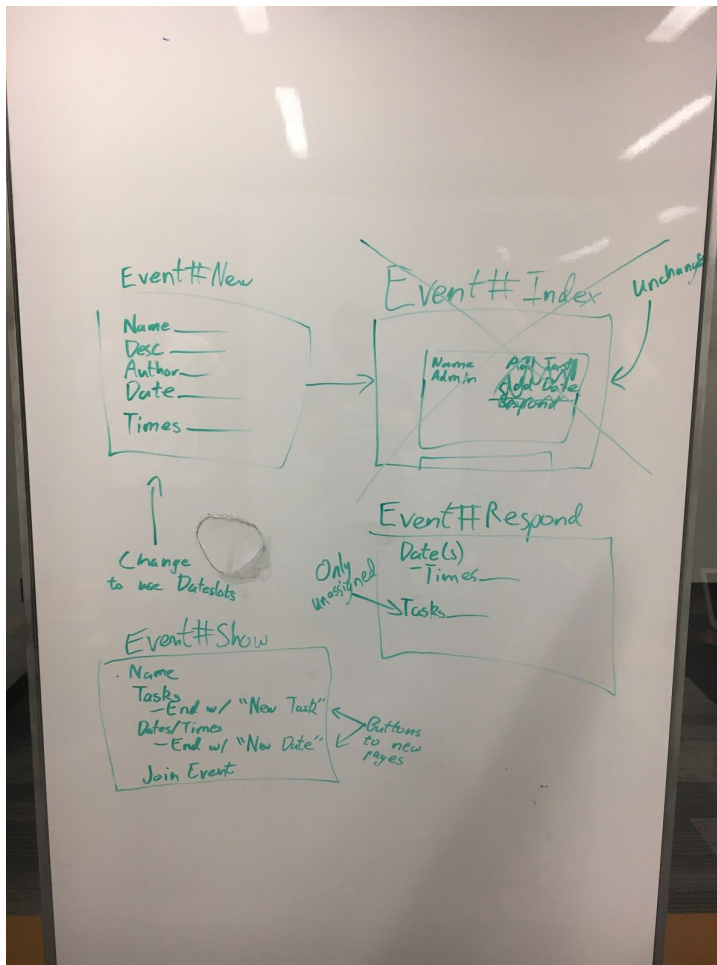 Event#New
Name
Desc
Author
Date
Times
Change
to use Dateslots
Event#Index
Unchanged
Name
Admin
Add Task
Add Date
Respond
Event#Respond
Date(s)
- Times
Tasks
Only
unassigned
Event#Show
Name
Tasks
- End w/ "New Task"
Dates/Times
- End w/ "New Date"
Join Event
Buttons
to new
pages